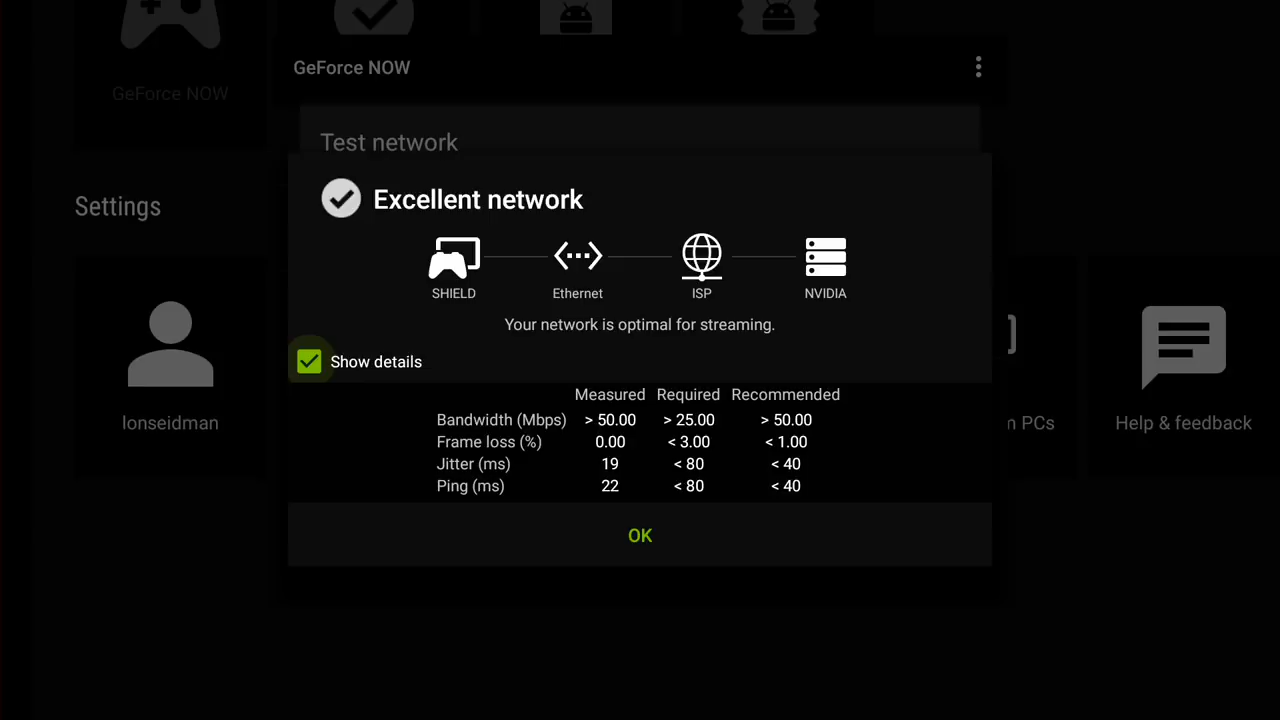 GeForce NOW
GeForce NOW
Test network
Settings
Excellent network
SHIELD Ethernet ISP NVIDIA
Your network is optimal for streaming.
Show details
Measured Required Recommended
Bandwidth (Mbps) > 50.00 > 25.00 > 50.00
Frame loss (%) 0.00 < 3.00 < 1.00
Jitter (ms) 19 < 80 < 40
Ping (ms) 22 < 80 < 40
lonseidman
PCs
Help & feedback
OK